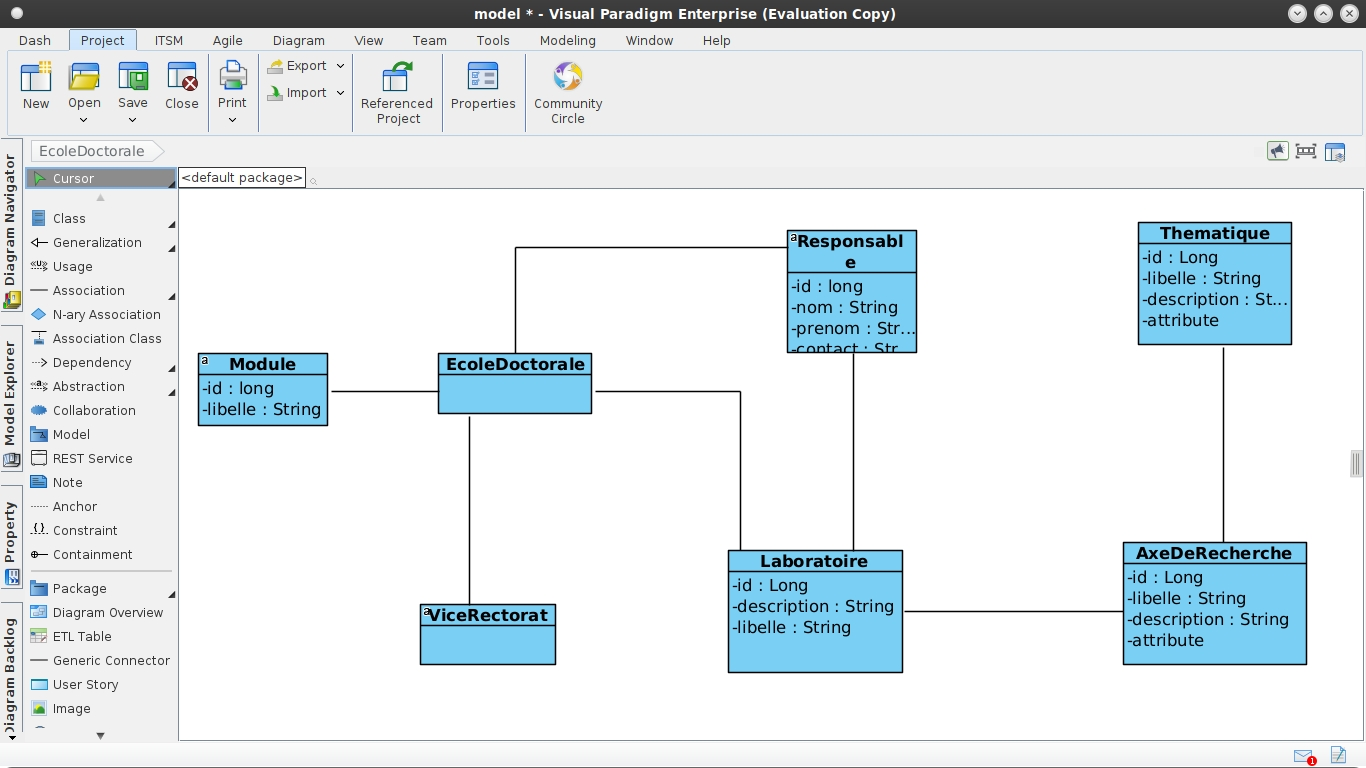 model * - Visual Paradigm Enterprise (Evaluation Copy)
Dash Project ITSM Agile Diagram View Team Tools Modeling Window Help
New Open Save Close Print Export Import Referenced Project Properties Community Circle
EcoleDoctorale
Diagram Navigator
Model Explorer
Property
Diagram Backlog
Cursor
Class
Generalization
Usage
Association
N-ary Association
Association Class
Dependency
Abstraction
Collaboration
Model
REST Service
Note
Anchor
Constraint
Containment
Package
Diagram Overview
ETL Table
Generic Connector
User Story
Image
<default package>
a
Responsabl
e
-id : long
-nom : String
-prenom : Str...
-contact : Str
Thematique
-id : Long
-libelle : String
-description : St...
-attribute
a
Module
-id : long
-libelle : String
EcoleDoctorale
a
ViceRectorat
Laboratoire
-id : Long
-description : String
-libelle : String
AxeDeRecherche
-id : Long
-libelle : String
-description : String
-attribute
1